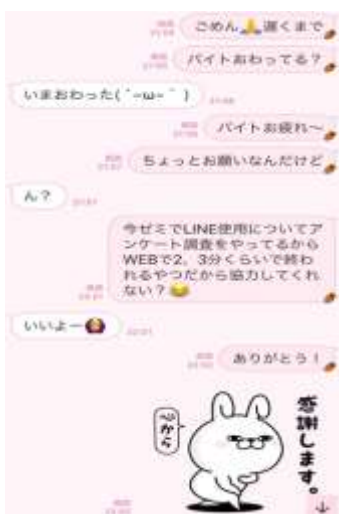 ごめん🙏遅くまで
バイトおわってる？
いまおわった(´-ω-｀)
バイトお疲れ〜
ちょっとお願いなんだけど
ん？
今ゼミでLINE使用についてア
ンケート調査をやってるから
WEBで2，3分くらいで終わ
れるやつだから協力してくれ
ない？😂
いいよー🙆
ありがとう！
心から
感謝します。